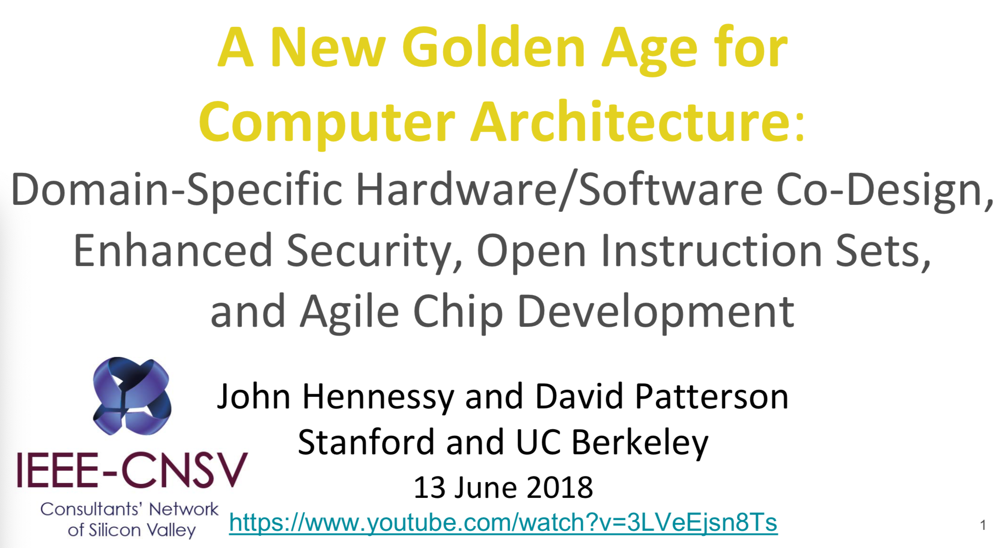 A New Golden Age for
Computer Architecture:
Domain-Specific Hardware/Software Co-Design,
Enhanced Security, Open Instruction Sets,
and Agile Chip Development
John Hennessy and David Patterson
Stanford and UC Berkeley
13 June 2018
https://www.youtube.com/watch?v=3LVeEjsn8Ts
IEEE-CNSV
Consultants' Network
of Silicon Valley
1